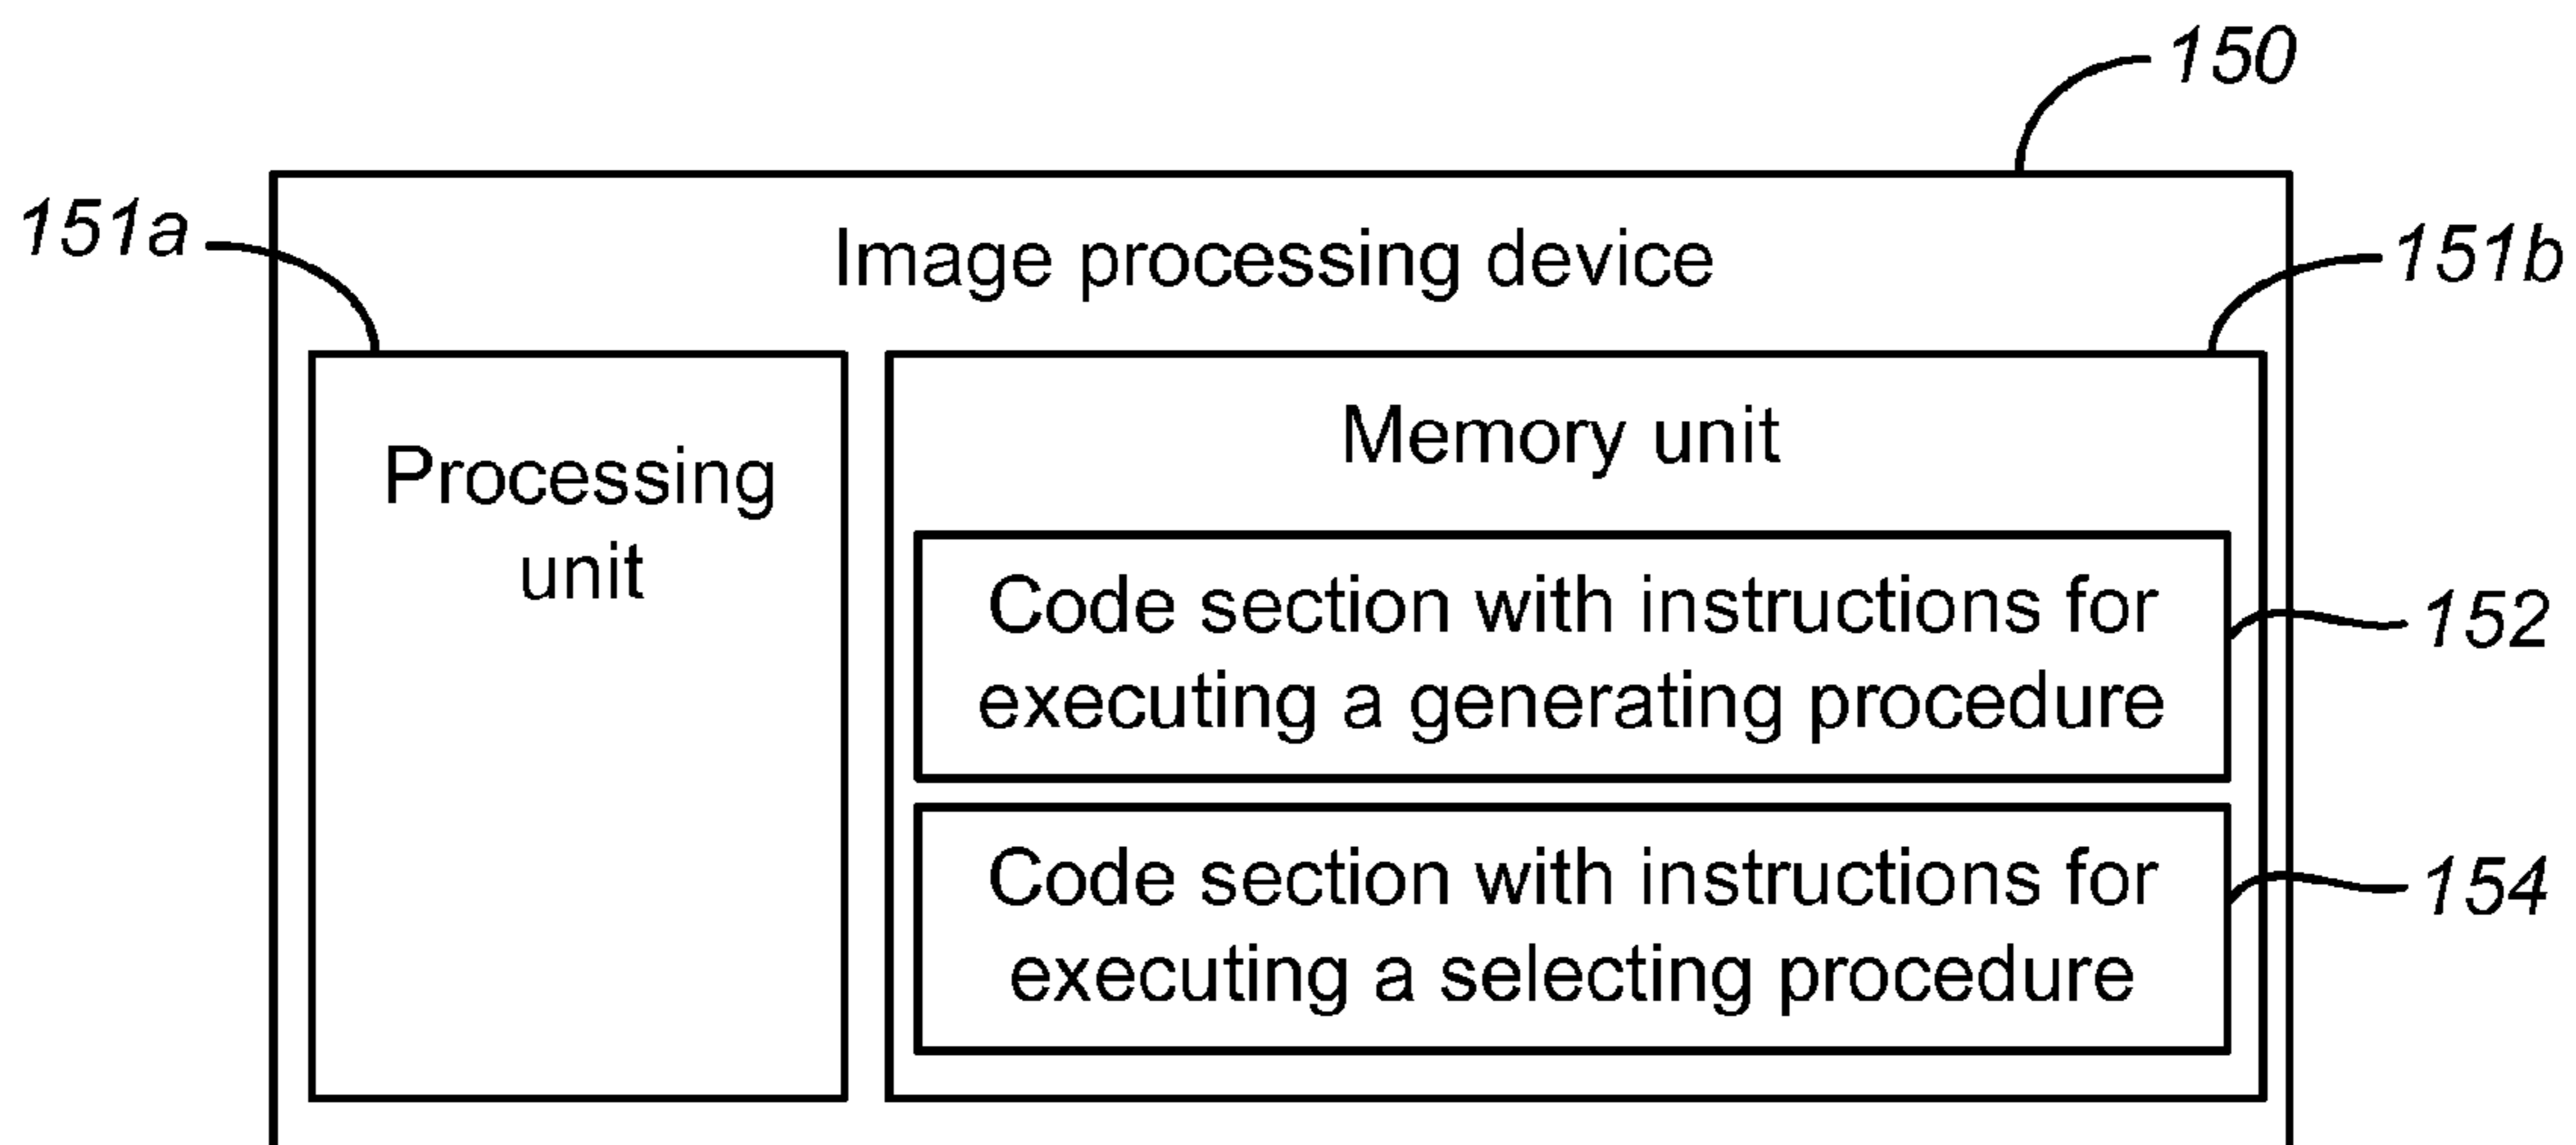 150
151a
Image processing device
151b
Memory unit
Processing
unit
Code section with instructions for
executing a generating procedure
152
Code section with instructions for
executing a selecting procedure
154